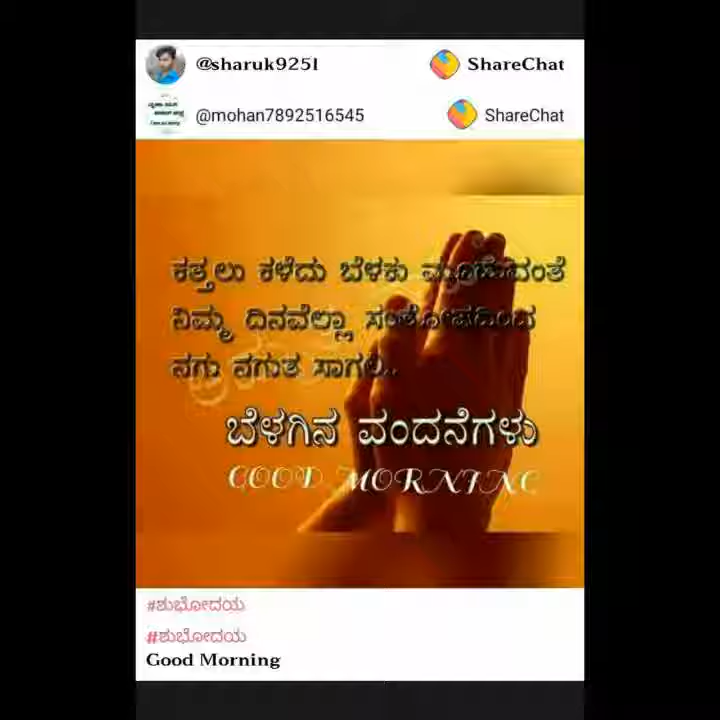 @sharuk9251 ShareChat
@mohan7892516545 ShareChat
ಕತ್ತಲು ಕಳೆದು ಬೆಳಕು ಮೂಡುವಂತೆ
ನಿಮ್ಮ ದಿನವೆಲ್ಲಾ ಸಂತೋಷದಿಂದ
ನಗು ನಗುತ ಸಾಗಲಿ..
ಬೆಳಗಿನ ವಂದನೆಗಳು
GOOD MORNING
#ಶುಭೋದಯ
#ಶುಭೋದಯ
Good Morning